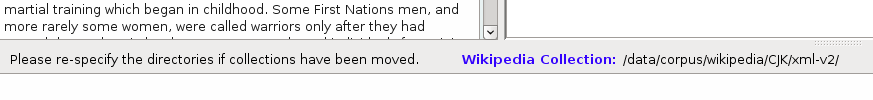 martial training which began in childhood. Some First Nations men, and
more rarely some women, were called warriors only after they had
Please re-specify the directories if collections have been moved. Wikipedia Collection: /data/corpus/wikipedia/CJK/xml-v2/